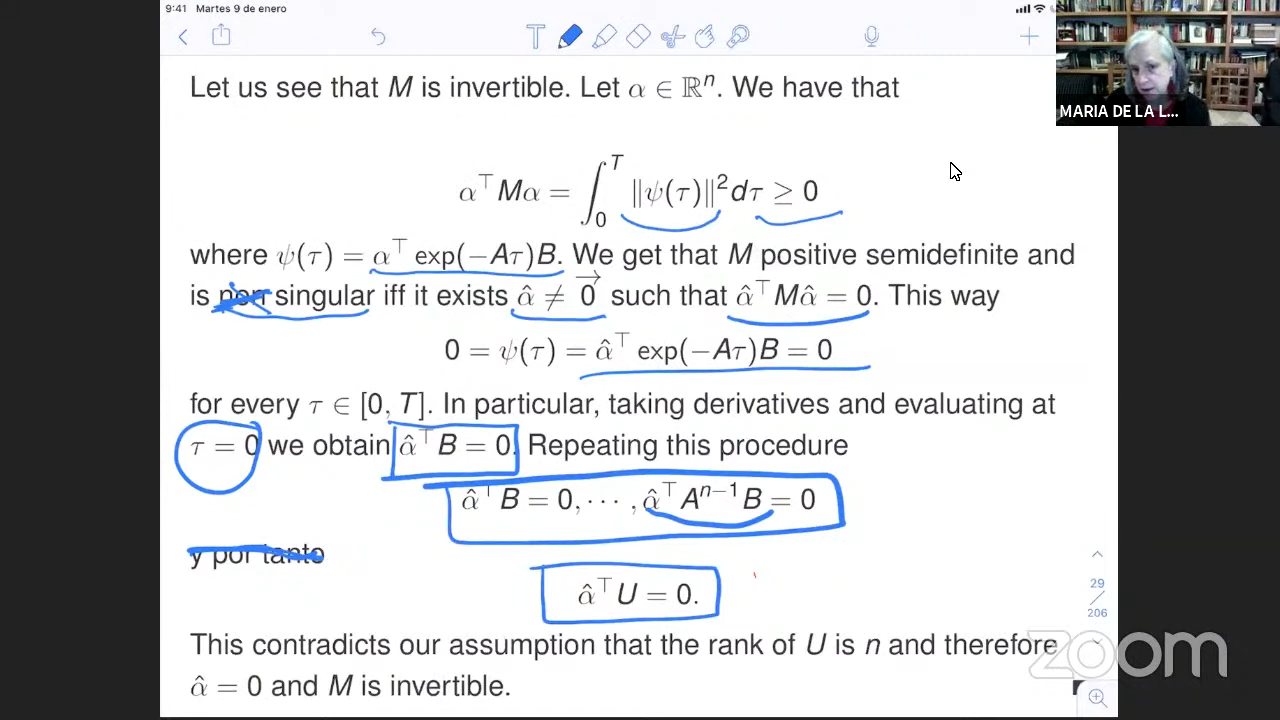 9:41 Martes 9 de enero
MARIA DE LA L...
Let us see that M is invertible. Let α ∈ ℝⁿ. We have that
α⊤Mα = ∫₀ᵀ ‖ψ(τ)‖²dτ ≥ 0
where ψ(τ) = α⊤ exp(−Aτ)B. We get that M positive semidefinite and
is non singular iff it exists α̂ ≠ 0⃗ such that α̂⊤Mα̂ = 0. This way
0 = ψ(τ) = α̂⊤ exp(−Aτ)B = 0
for every τ ∈ [0, T]. In particular, taking derivatives and evaluating at
τ = 0 we obtain α̂⊤B = 0. Repeating this procedure
α̂⊤B = 0, ⋯ , α̂⊤Aⁿ⁻¹B = 0
y por tanto
α̂⊤U = 0.
29
/
206
This contradicts our assumption that the rank of U is n and therefore
α̂ = 0 and M is invertible.
zoom